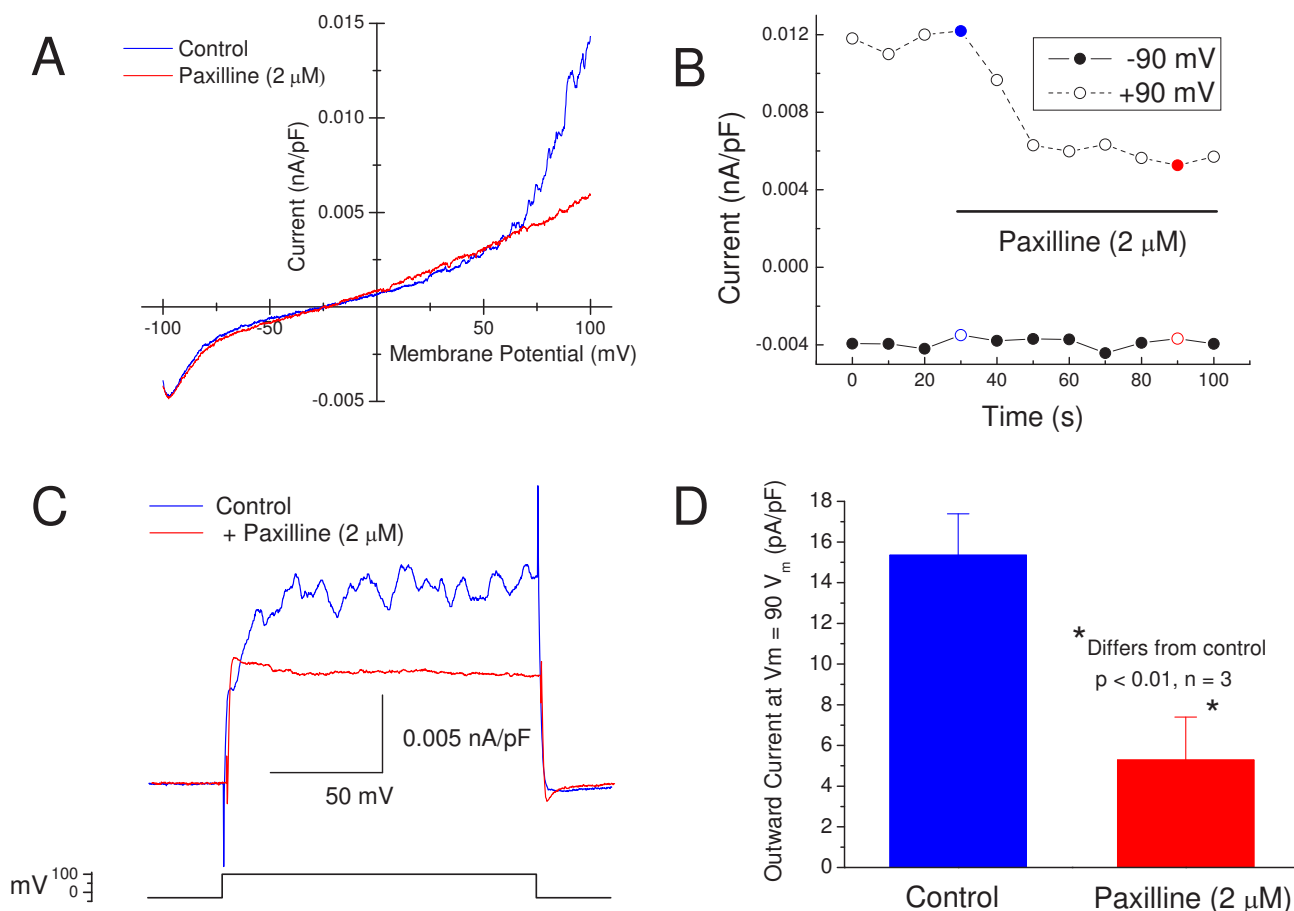 A
Control
Paxilline (2 μM)
0.015
0.010
0.005
-0.005
Current (nA/pF)
-100
-50
0
50
100
Membrane Potential (mV)
B
-90 mV
+90 mV
0.012
0.008
0.004
0.000
-0.004
Current (nA/pF)
Paxilline (2 μM)
0
20
40
60
80
100
Time (s)
C
Control
+ Paxilline (2 μM)
0.005 nA/pF
50 mV
mV
100
0
D
18
16
14
12
10
8
6
4
2
0
Outward Current at Vm = 90 Vm (pA/pF)
*Differs from control
p < 0.01, n = 3
*
Control
Paxilline (2 μM)